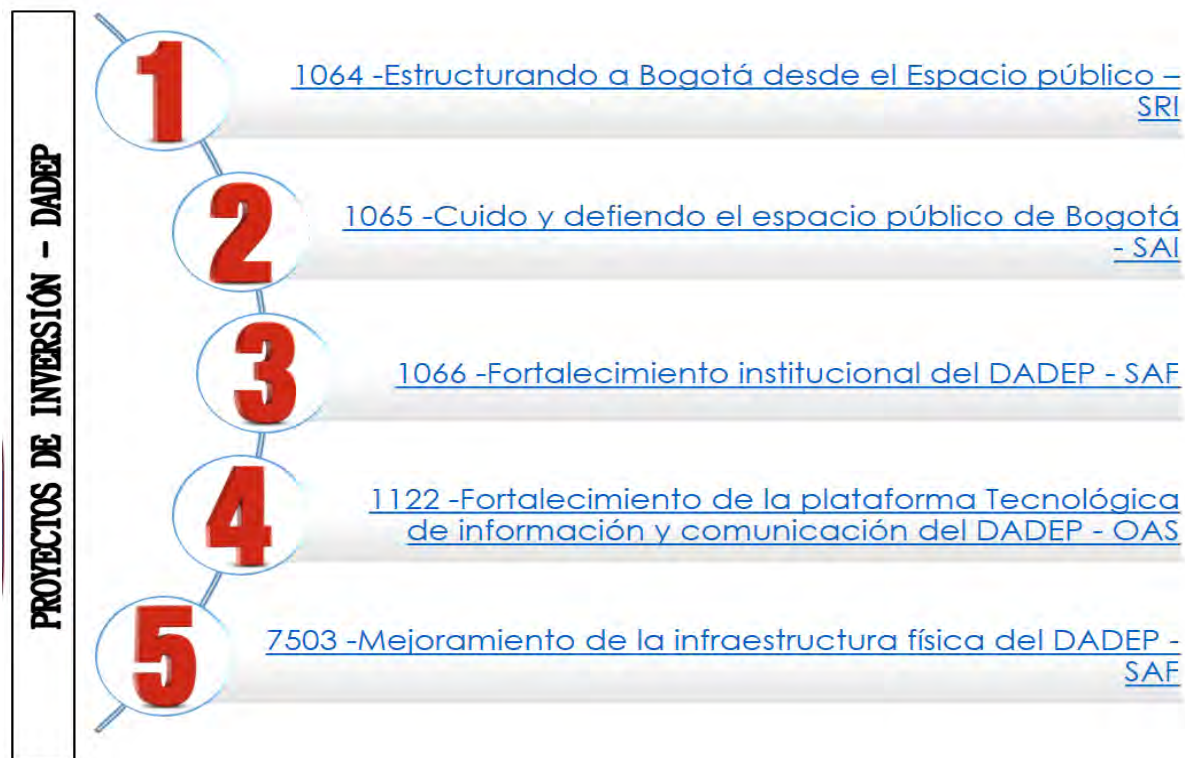 PROYECTOS DE INVERSIÓN - DADEP
1
1064 -Estructurando a Bogotá desde el Espacio público –
SRI
2
1065 -Cuido y defiendo el espacio público de Bogotá
- SAI
3
1066 -Fortalecimiento institucional del DADEP - SAF
4
1122 -Fortalecimiento de la plataforma Tecnológica
de información y comunicación del DADEP - OAS
5
7503 -Mejoramiento de la infraestructura física del DADEP -
SAF